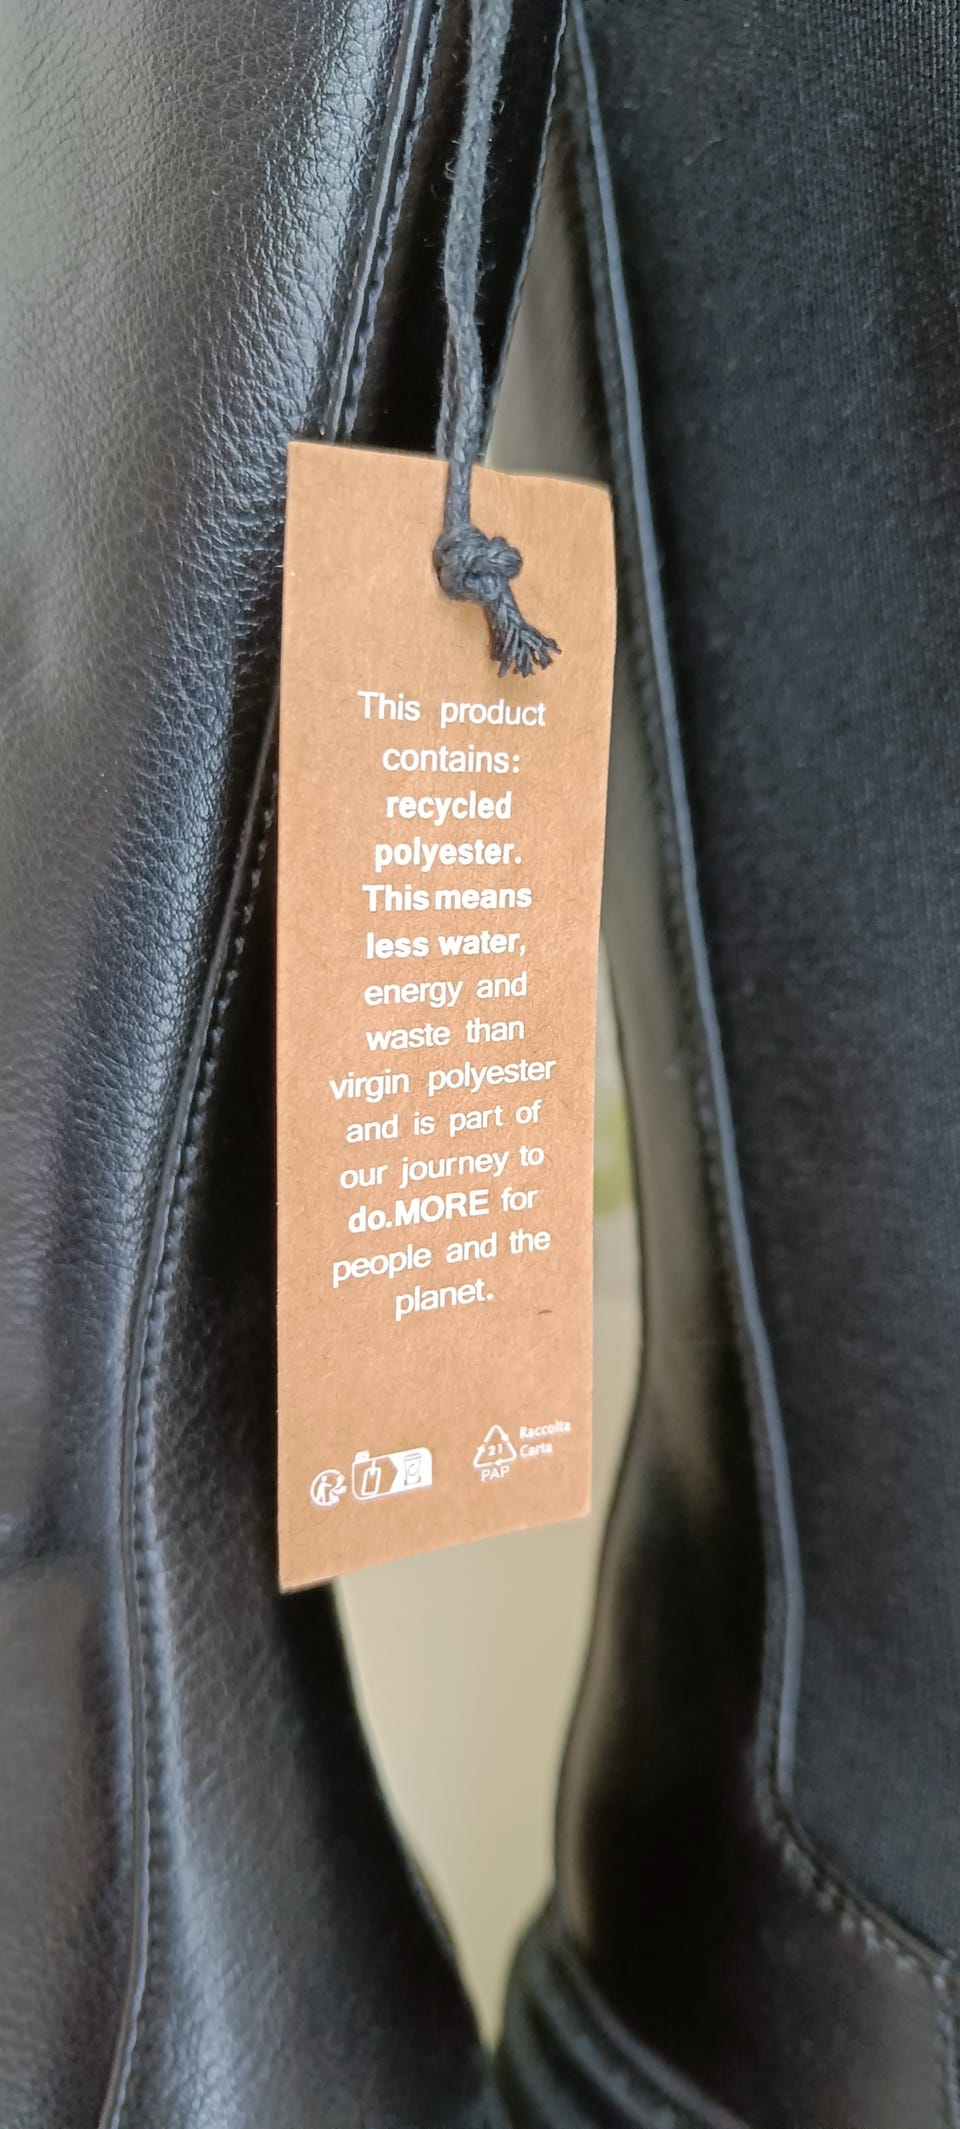 This product
contains:
recycled
polyester.
This means
less water,
energy and
waste than
virgin polyester
and is part of
our journey to
do.MORE for
people and the
planet.
21
PAP
Raccolta
Carta